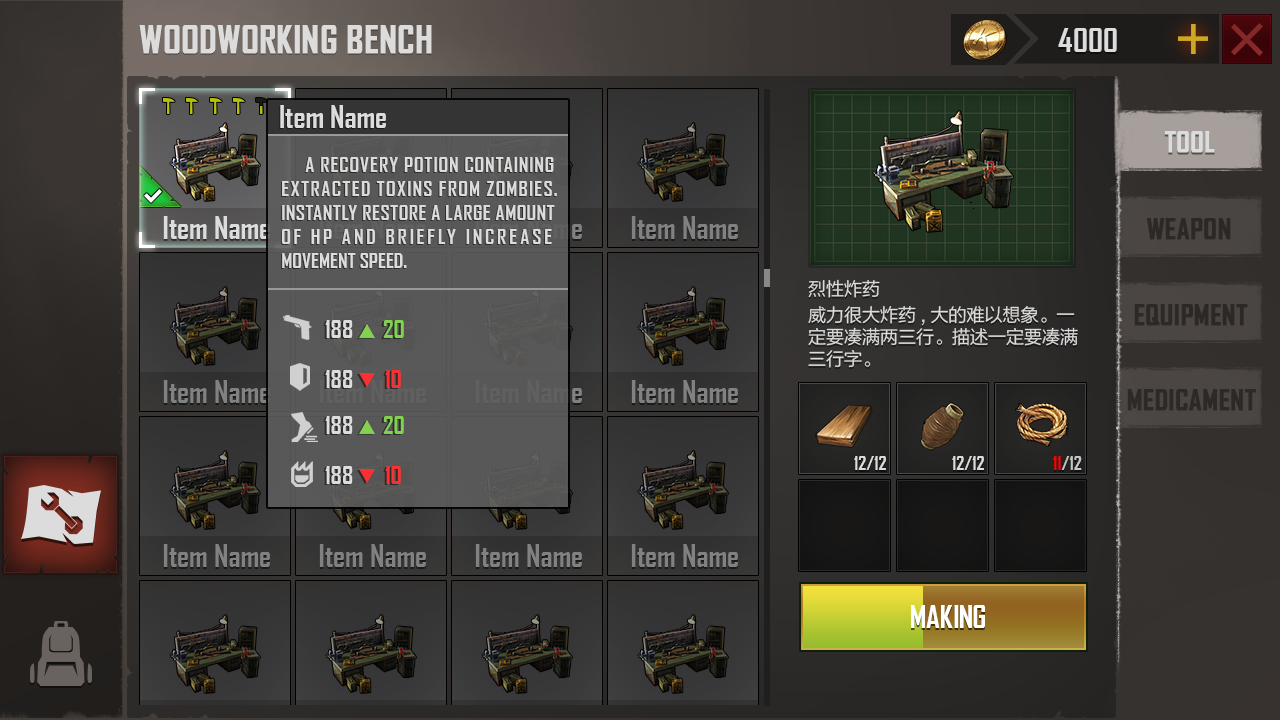 WOODWORKING BENCH
4000
Item Name
A RECOVERY POTION CONTAINING
EXTRACTED TOXINS FROM ZOMBIES.
INSTANTLY RESTORE A LARGE AMOUNT
OF HP AND BRIEFLY INCREASE
MOVEMENT SPEED.
188 20
188 10
188 20
188 10
Item Name
Item Name
Item Name
Item Name
Item Name
Item Name
Item Name
Item Name
Item Name
Item Name
烈性炸药
威力很大炸药,大的难以想象。一
定要凑满两三行。描述一定要凑满
三行字。
12/12
12/12
11/12
MAKING
TOOL
WEAPON
EQUIPMENT
MEDICAMENT